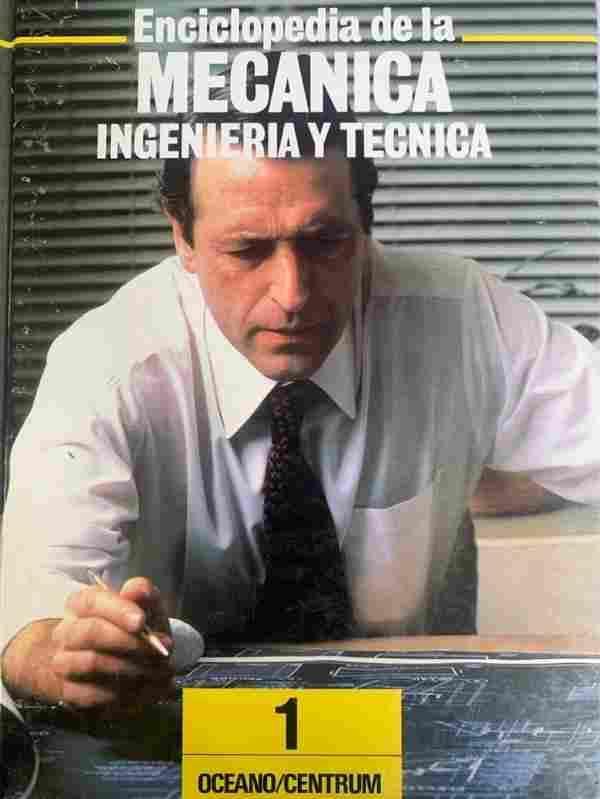 Enciclopedia de la
MECANICA
INGENIERIA Y TECNICA
1
OCEANO/CENTRUM